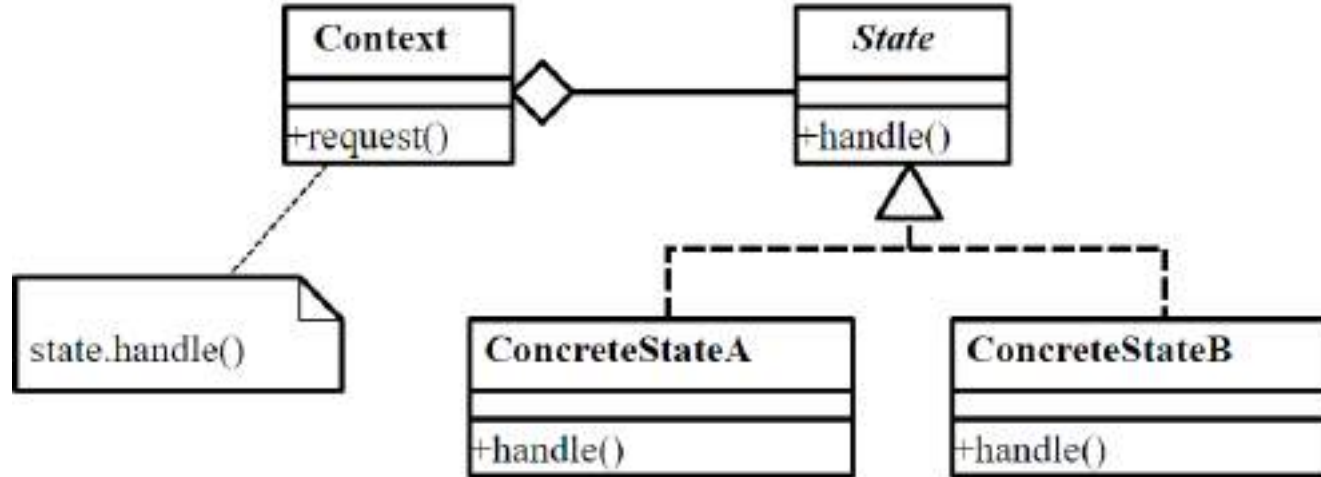 Context
+request()
State
+handle()
state.handle()
ConcreteStateA
+handle()
ConcreteStateB
+handle()